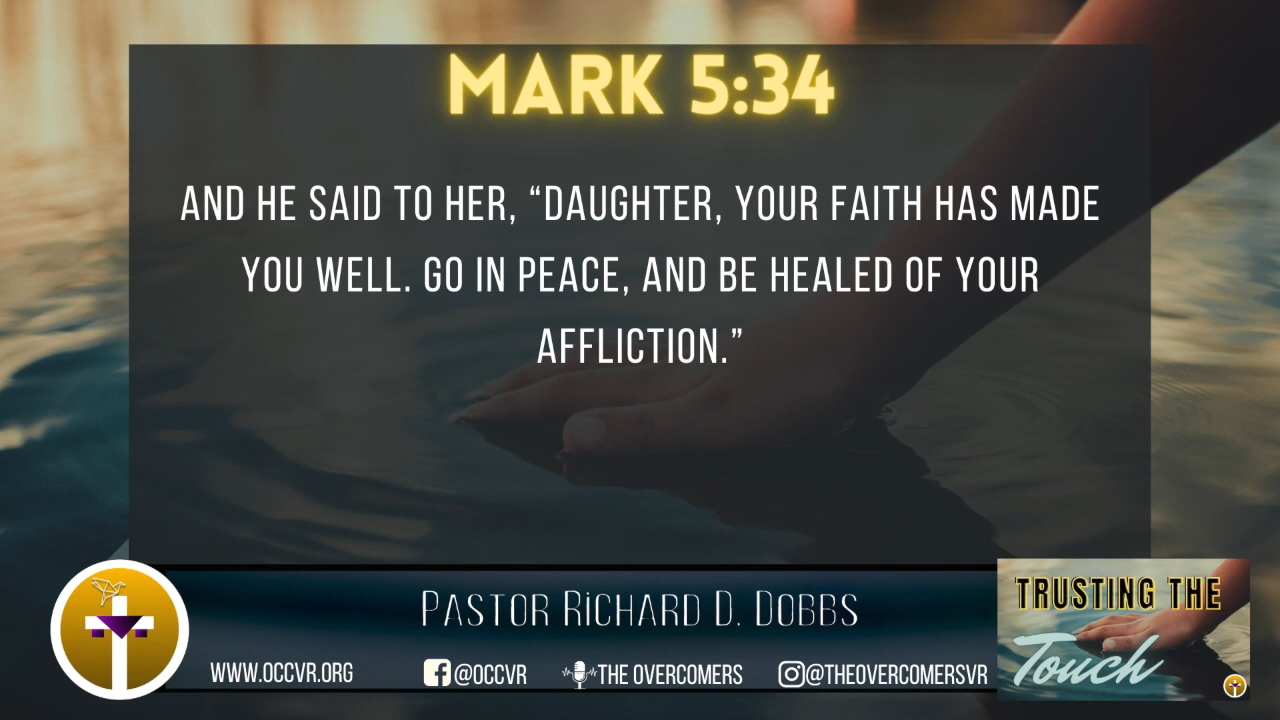 MARK 5:34
AND HE SAID TO HER, “DAUGHTER, YOUR FAITH HAS MADE
YOU WELL. GO IN PEACE, AND BE HEALED OF YOUR
AFFLICTION.”
PASTOR RICHARD D. DOBBS
WWW.OCCVR.ORG @OCCVR THE OVERCOMERS @THEOVERCOMERSVR
TRUSTING THE
Touch